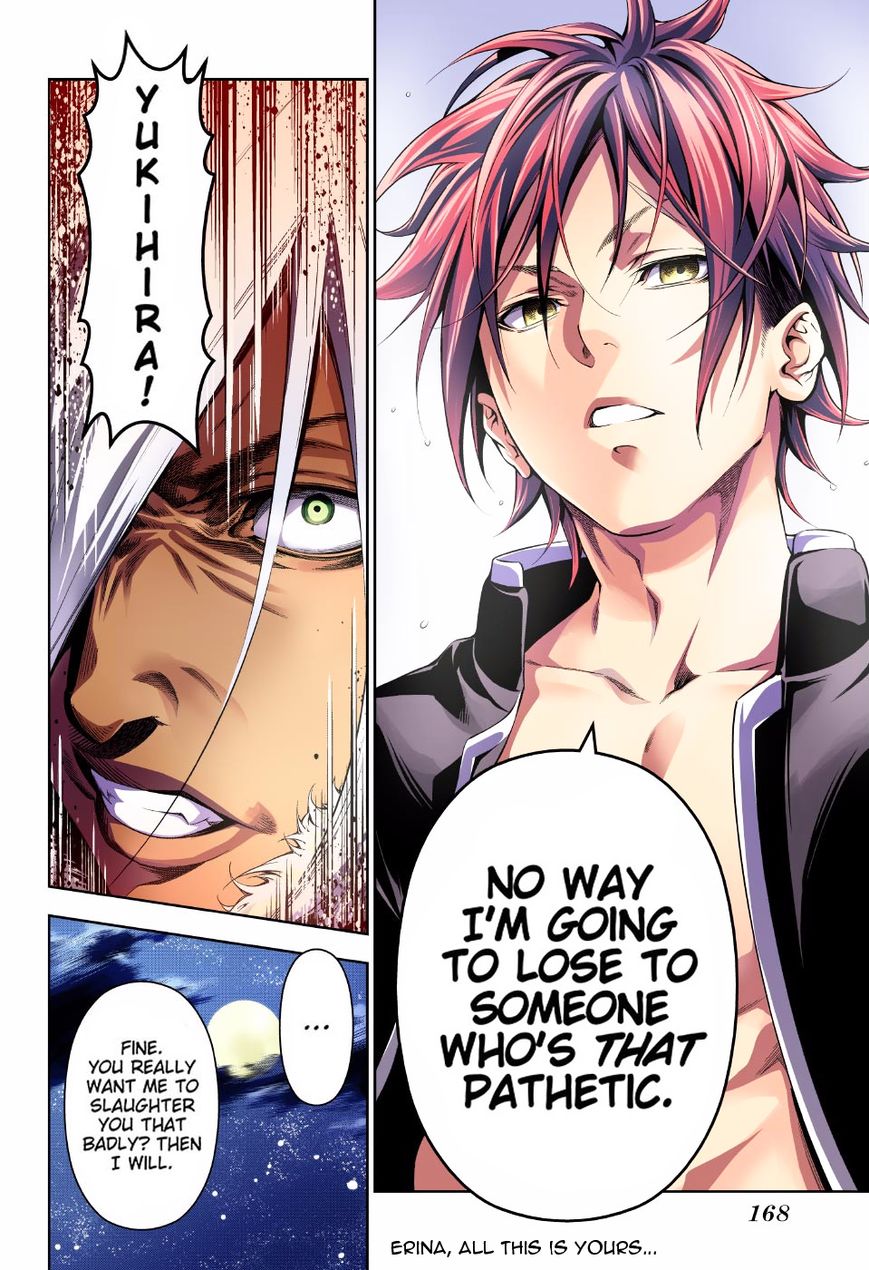 NO WAY
I'M GOING
TO LOSE TO
SOMEONE
WHO'S THAT
PATHETIC.
YUKIHIRA!
...
FINE.
YOU REALLY
WANT ME TO
SLAUGHTER
YOU THAT
BADLY? THEN
I WILL.
168
ERINA, ALL THIS IS YOURS...